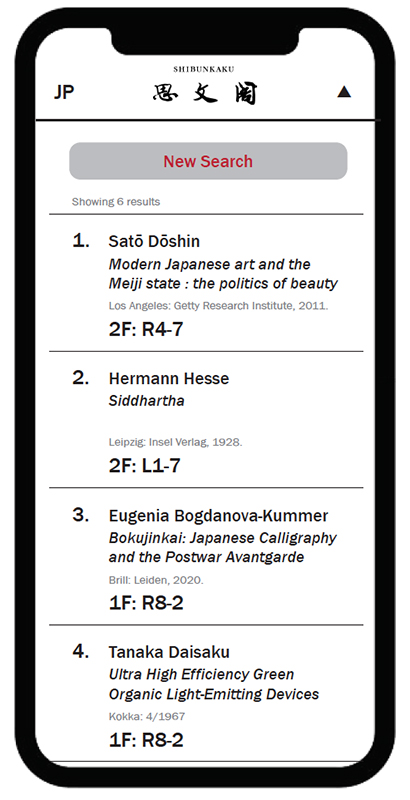 SHIBUNKAKU
JP 思文閣 ▲
New Search
Showing 6 results
1. Satō Dōshin
Modern Japanese art and the
Meiji state : the politics of beauty
Los Angeles: Getty Research Institute, 2011.
2F: R4-7
2. Hermann Hesse
Siddhartha
Leipzig: Insel Verlag, 1928.
2F: L1-7
3. Eugenia Bogdanova-Kummer
Bokujinkai: Japanese Calligraphy
and the Postwar Avantgarde
Brill: Leiden, 2020.
1F: R8-2
4. Tanaka Daisaku
Ultra High Efficiency Green
Organic Light-Emitting Devices
Kokka: 4/1967
1F: R8-2